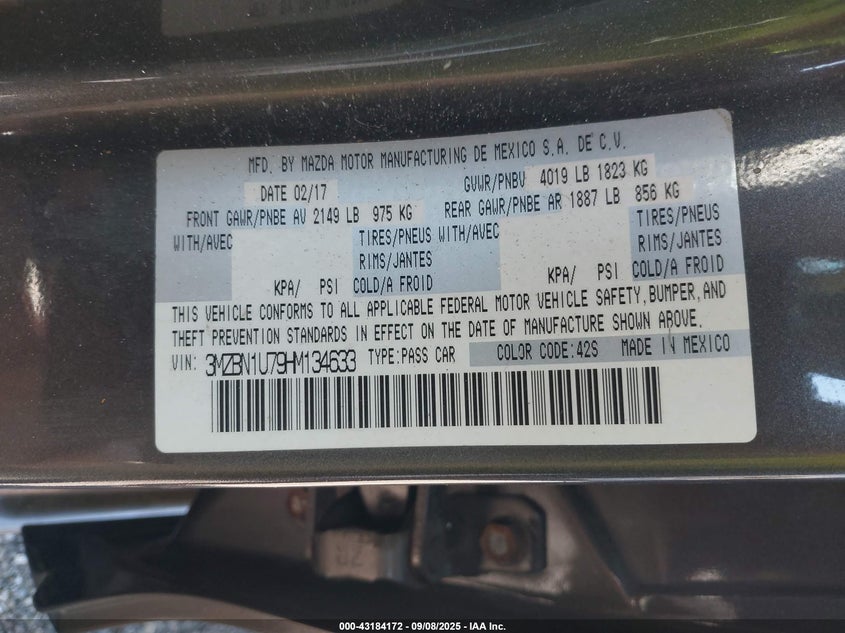 MFD. BY MAZDA MOTOR MANUFACTURING DE MEXICO S.A. DE C.V.
DATE 02/17 GVWR/PNBV 4019 LB 1823 KG
FRONT GAWR/PNBE AV 2149 LB 975 KG REAR GAWR/PNBE AR 1887 LB 856 KG
WITH/AVEC TIRES/PNEUS WITH/AVEC TIRES/PNEUS
RIMS/JANTES RIMS/JANTES
KPA/ PSI COLD/A FROID KPA/ PSI COLD/A FROID
THIS VEHICLE CONFORMS TO ALL APPLICABLE FEDERAL MOTOR VEHICLE SAFETY, BUMPER, AND
THEFT PREVENTION STANDARDS IN EFFECT ON THE DATE OF MANUFACTURE SHOWN ABOVE.
VIN: 3MZBN1U79HM134633 TYPE:PASS CAR COLOR CODE:42S MADE IN MEXICO
000-43184172 - 09/08/2025 - IAA Inc.